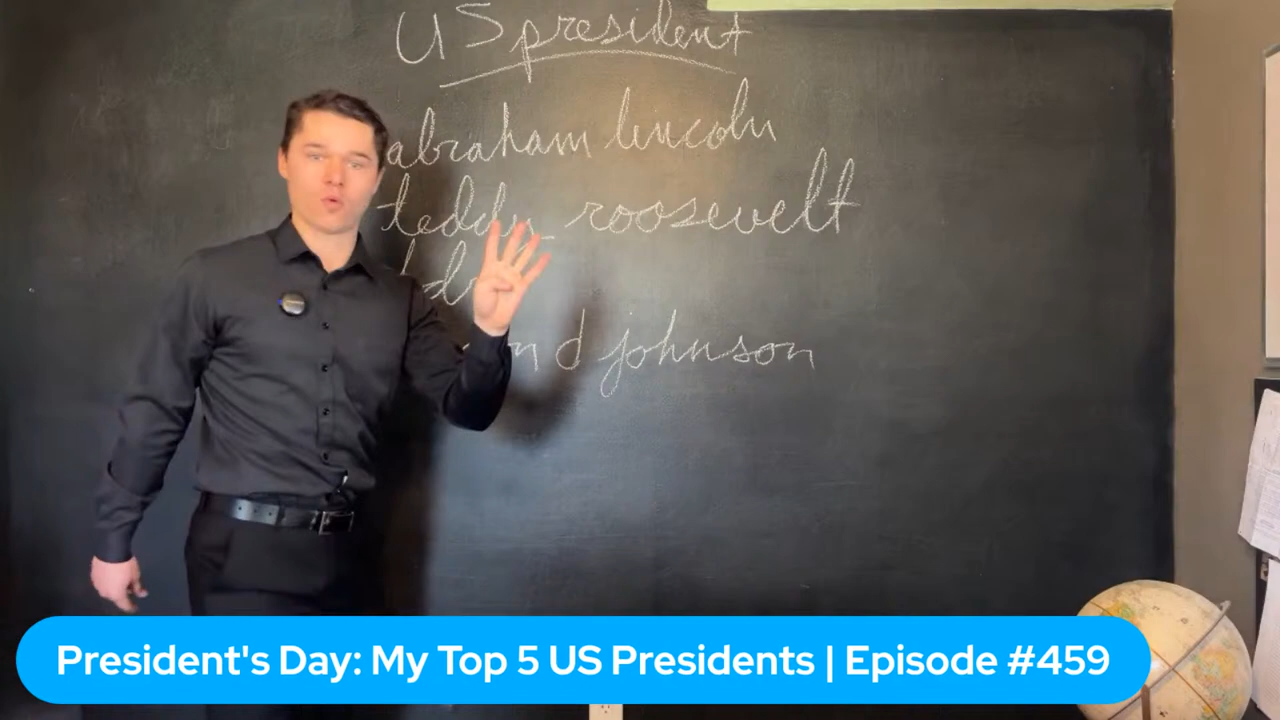 US president
abraham lincoln
teddy roosevelt
johnson
President's Day: My Top 5 US Presidents | Episode #459